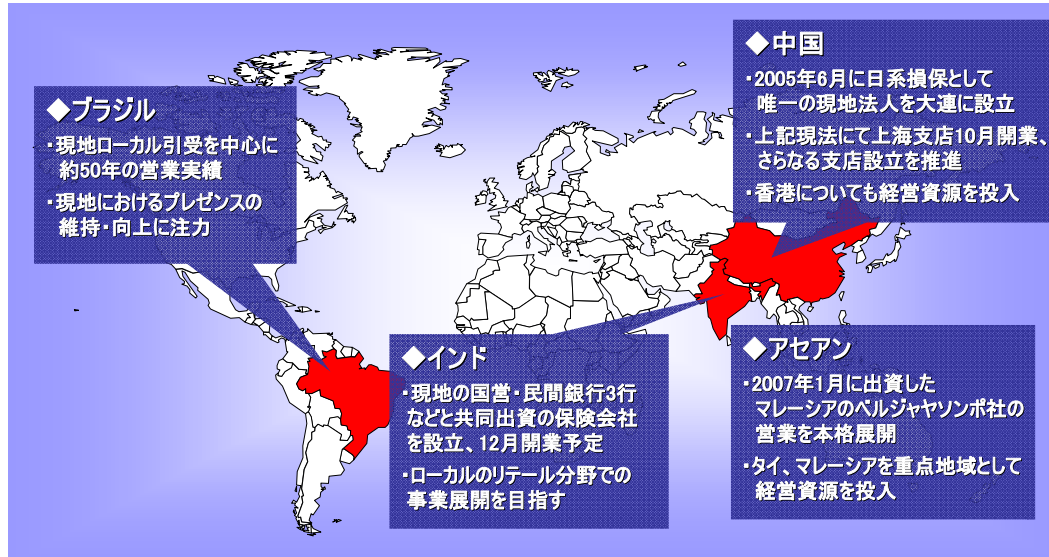 ◆ブラジル
・現地ローカル引受を中心に
約50年の営業実績
・現地におけるプレゼンスの
維持・向上に注力
◆中国
・2005年6月に日系損保として
唯一の現地法人を大連に設立
・上記現法にて上海支店10月開業、
さらなる支店設立を推進
・香港についても経営資源を投入
◆インド
・現地の国営・民間銀行3行
などと共同出資の保険会社
を設立、12月開業予定
・ローカルのリテール分野での
事業展開を目指す
◆アセアン
・2007年1月に出資した
マレーシアのベルジャヤソンポ社の
営業を本格展開
・タイ、マレーシアを重点地域として
経営資源を投入